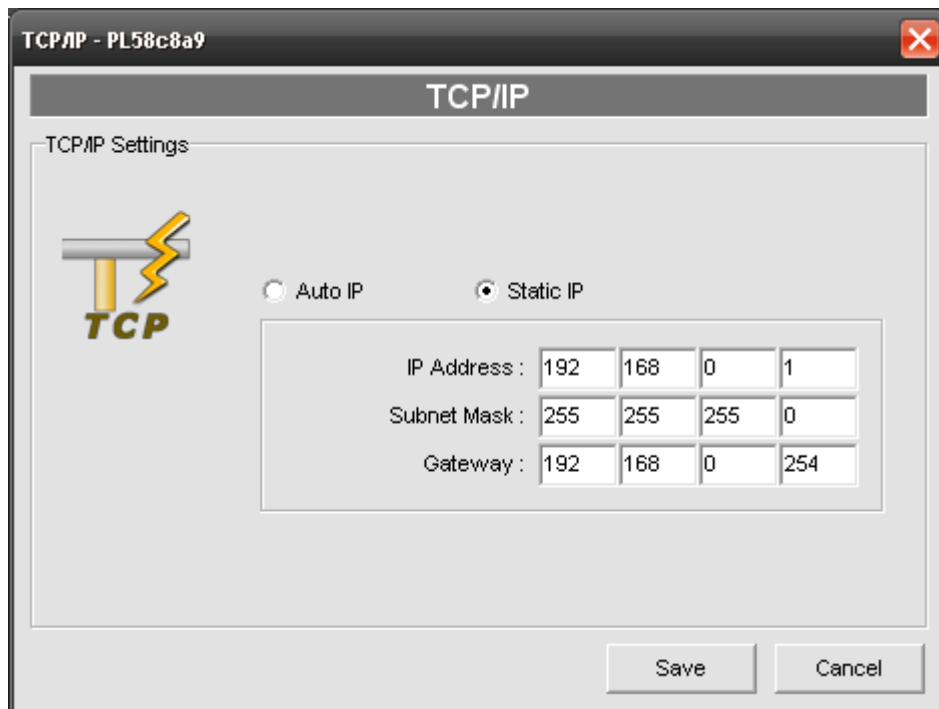 TCP/IP - PL58c8a9
TCP/IP
TCP/IP Settings
TCP
Auto IP Static IP
IP Address : 192 168 0 1
Subnet Mask : 255 255 255 0
Gateway : 192 168 0 254
Save Cancel